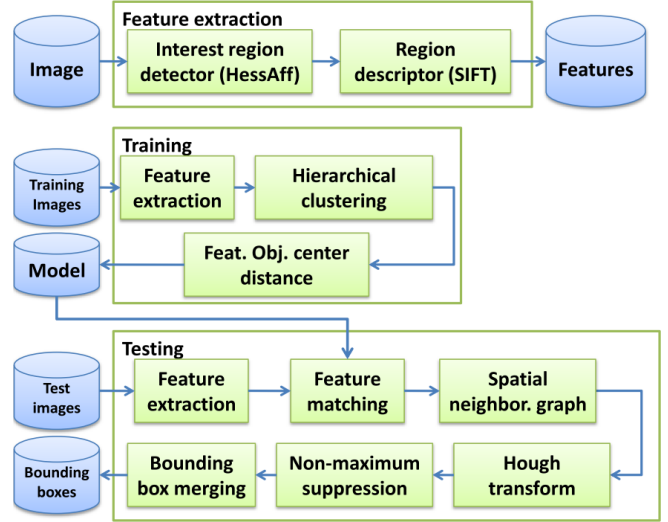 Feature extraction
Image
Interest region
detector (HessAff)
Region
descriptor (SIFT)
Features
Training
Training
Images
Feature
extraction
Hierarchical
clustering
Model
Feat. Obj. center
distance
Testing
Test
images
Feature
extraction
Feature
matching
Spatial
neighbor. graph
Bounding
boxes
Bounding
box merging
Non-maximum
suppression
Hough
transform